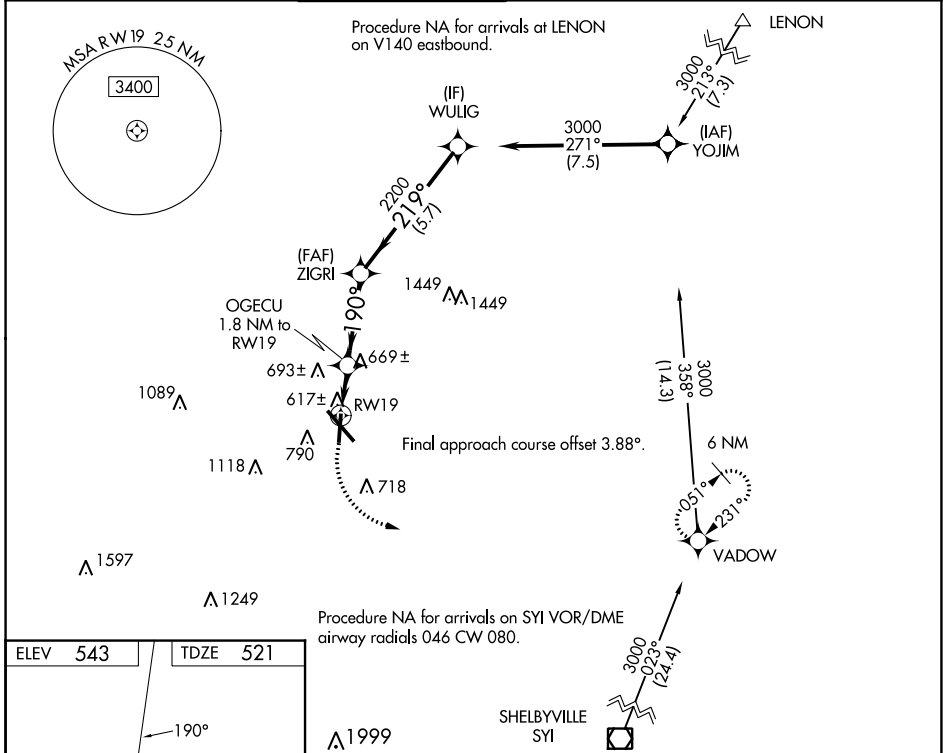 MSA RW19 25 NM
3400
Procedure NA for arrivals at LENON
on V140 eastbound.
LENON
3000
213°
(7.3)
(IF)
WULIG
3000
271°
(7.5)
(IAF)
YOJIM
2200
219°
(5.7)
(FAF)
ZIGRI
1449
1449
190°
OGECU
1.8 NM to
RW19
693±
669±
3000
358°
(14.3)
1089
617±
RW19
790
Final approach course offset 3.88°.
6 NM
1118
718
051°
231°
VADOW
1597
1249
Procedure NA for arrivals on SYI VOR/DME
airway radials 046 CW 080.
3000
023°
(24.4)
ELEV 543
TDZE 521
190°
1999
SHELBYVILLE
SYI